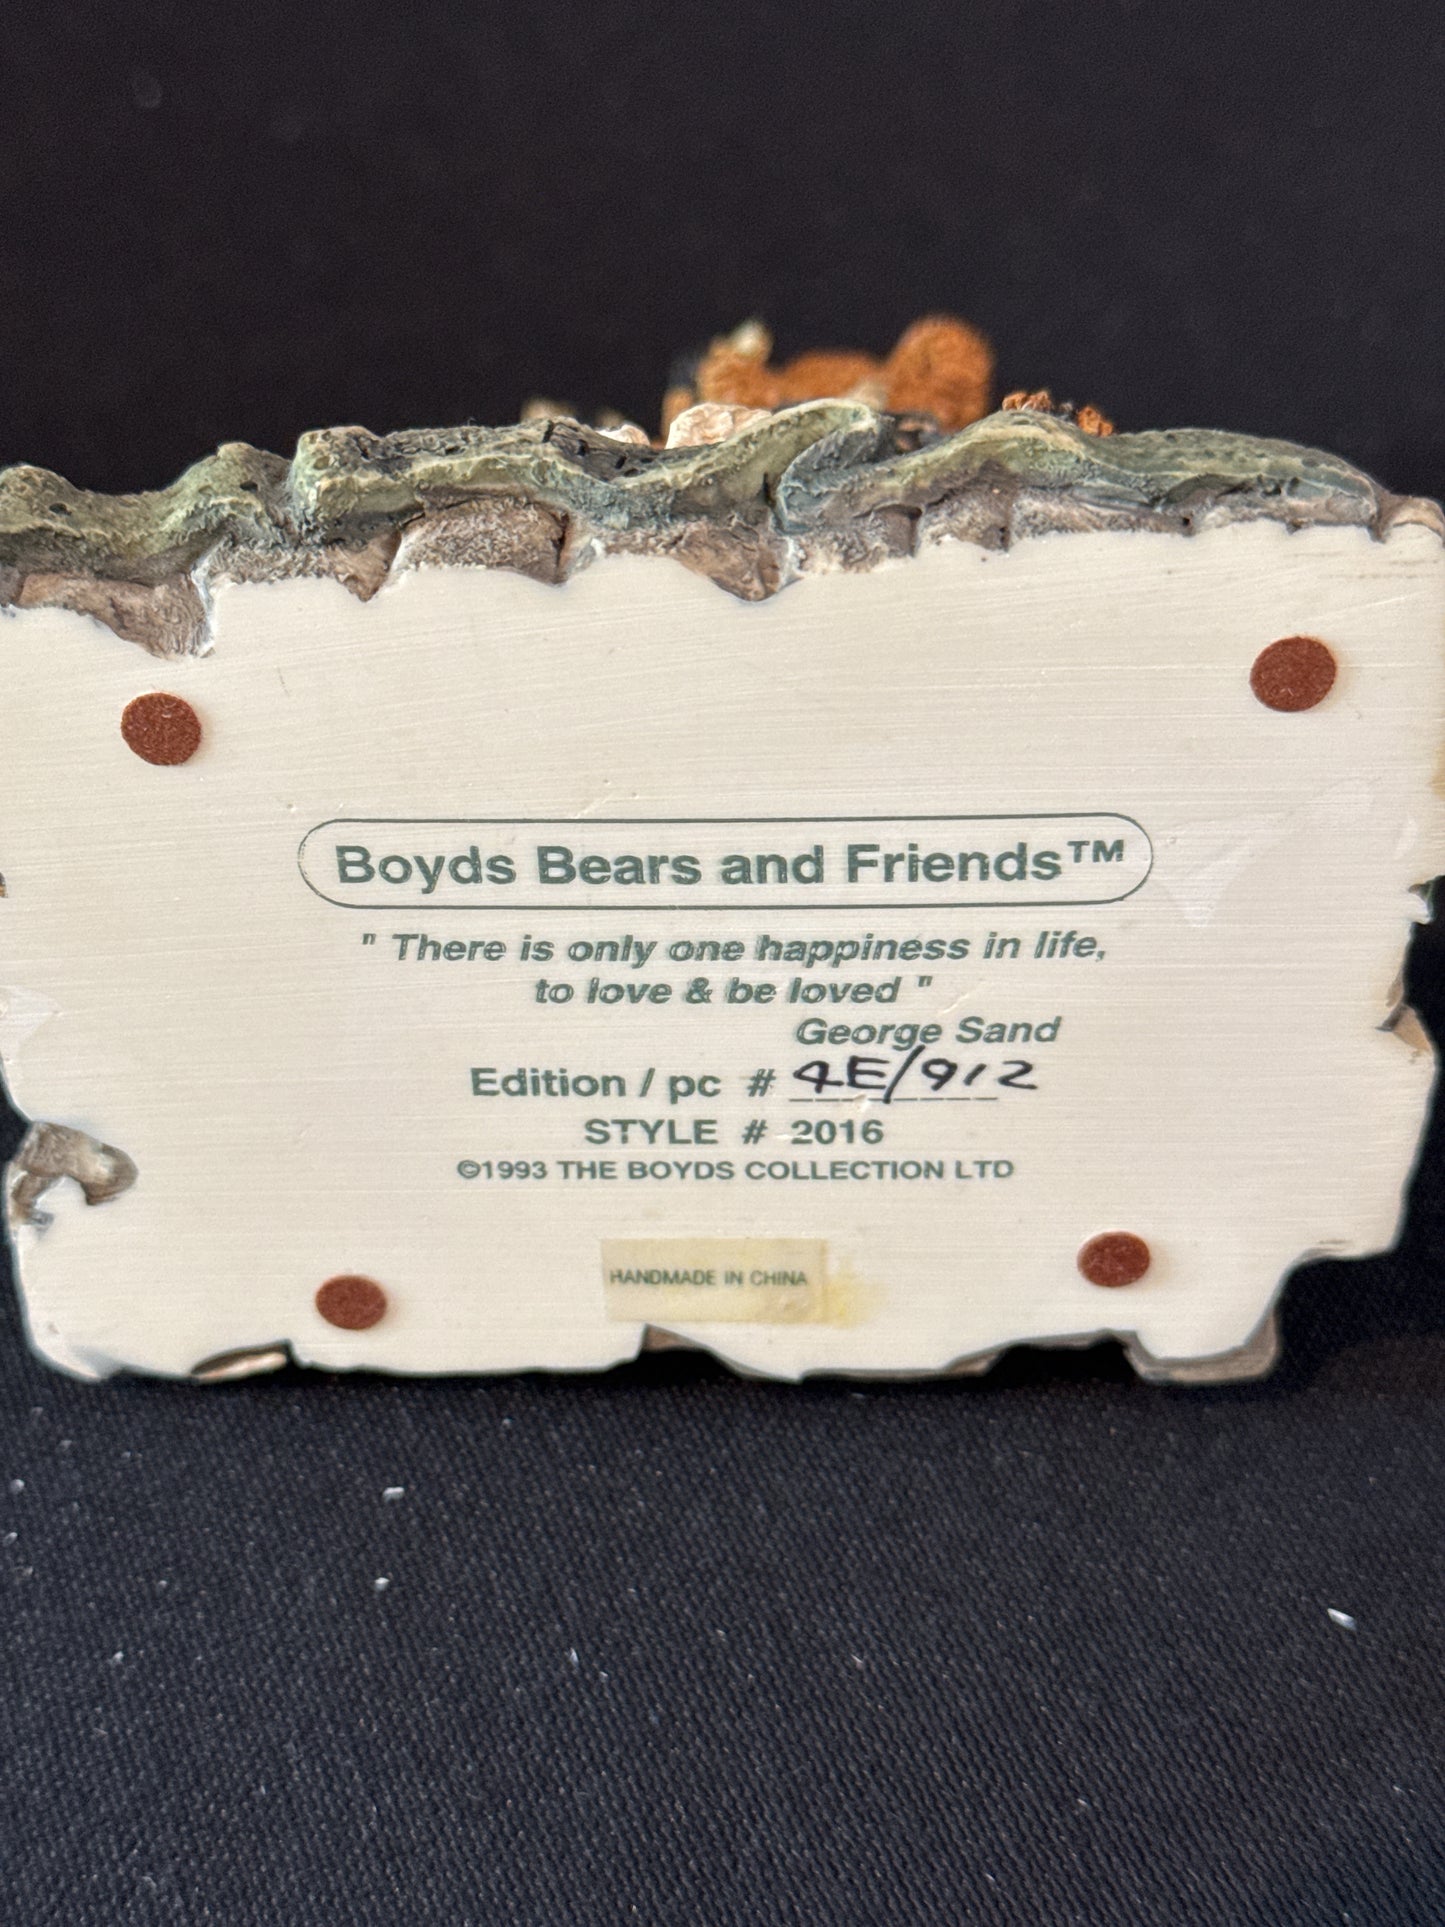 Boyds Bears and Friends™
" There is only one happiness in life,
to love & be loved "
George Sand
Edition / pc # 4E/912
STYLE # 2016
©1993 THE BOYDS COLLECTION LTD
HANDMADE IN CHINA